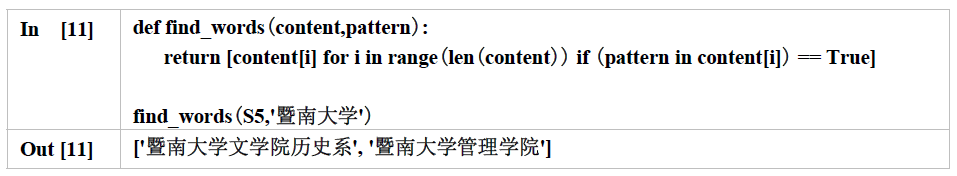 In [11]
def find_words(content,pattern):
return [content[i] for i in range(len(content)) if (pattern in content[i]) == True]
find_words(S5,'暨南大学')
Out [11]
['暨南大学文学院历史系', '暨南大学管理学院']